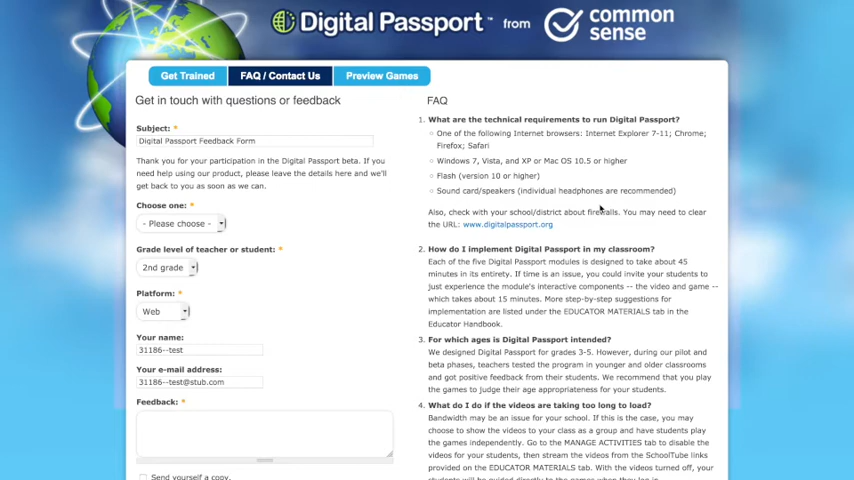 Digital Passport™ from common sense
Get Trained
FAQ / Contact Us
Preview Games
Get in touch with questions or feedback
Subject: *
Digital Passport Feedback Form
Thank you for your participation in the Digital Passport beta. If you
need help using our product, please leave the details here and we'll
get back to you as soon as we can.
Choose one: *
- Please choose -
Grade level of teacher or student: *
2nd grade
Platform: *
Web
Your name:
31186--test
Your e-mail address:
31186--test@stub.com
Feedback: *
Send yourself a copy.
FAQ
1. What are the technical requirements to run Digital Passport?
One of the following Internet browsers: Internet Explorer 7-11; Chrome;
Firefox; Safari
Windows 7, Vista, and XP or Mac OS 10.5 or higher
Flash (version 10 or higher)
Sound card/speakers (individual headphones are recommended)
Also, check with your school/district about firewalls. You may need to clear
the URL: www.digitalpassport.org
2. How do I implement Digital Passport in my classroom?
Each of the five Digital Passport modules is designed to take about 45
minutes in its entirety. If time is an issue, you could invite your students to
just experience the module's interactive components -- the video and game --
which takes about 15 minutes. More step-by-step suggestions for
implementation are listed under the EDUCATOR MATERIALS tab in the
Educator Handbook.
3. For which ages is Digital Passport intended?
We designed Digital Passport for grades 3-5. However, during our pilot and
beta phases, teachers tested the program in younger and older classrooms
and got positive feedback from their students. We recommend that you play
the games to judge their age appropriateness for your students.
4. What do I do if the videos are taking too long to load?
Bandwidth may be an issue for your school. If this is the case, you may
choose to show the videos to your class as a group and have students play
the games independently. Go to the MANAGE ACTIVITIES tab to disable the
videos for your students, then stream the videos from the SchoolTube links
provided on the EDUCATOR MATERIALS tab. With the videos turned off, your
students will be guided directly to the games when they log in.